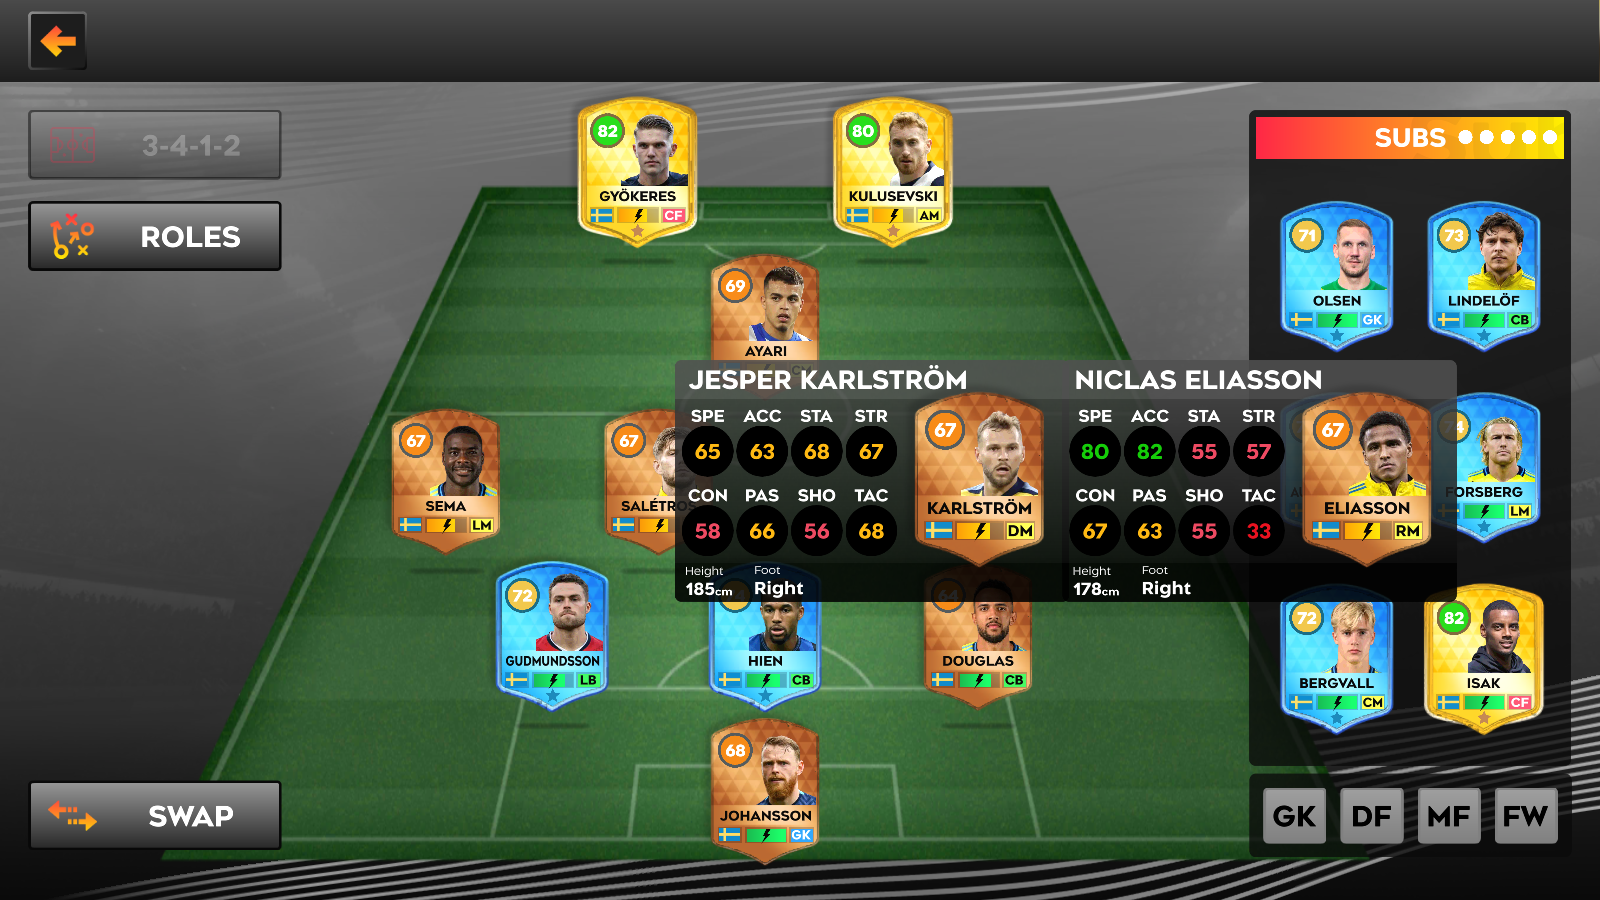 3-4-1-2
ROLES
SWAP
82
GYÖKERES
CF
80
KULUSEVSKI
AM
69
AYARI
67
SEMA
LM
67
SALÉTROS
JESPER KARLSTRÖM
SPE ACC STA STR
65 63 68 67
CON PAS SHO TAC
58 66 56 68
Height Foot
185cm Right
67
KARLSTRÖM
DM
NICLAS ELIASSON
SPE ACC STA STR
80 82 55 57
CON PAS SHO TAC
67 63 55 33
Height Foot
178cm Right
67
ELIASSON
RM
72
GUDMUNDSSON
LB
HIEN
CB
64
DOUGLAS
CB
68
JOHANSSON
GK
SUBS
71
OLSEN
GK
73
LINDELÖF
CB
FORSBERG
LM
72
BERGVALL
CM
82
ISAK
CF
GK DF MF FW